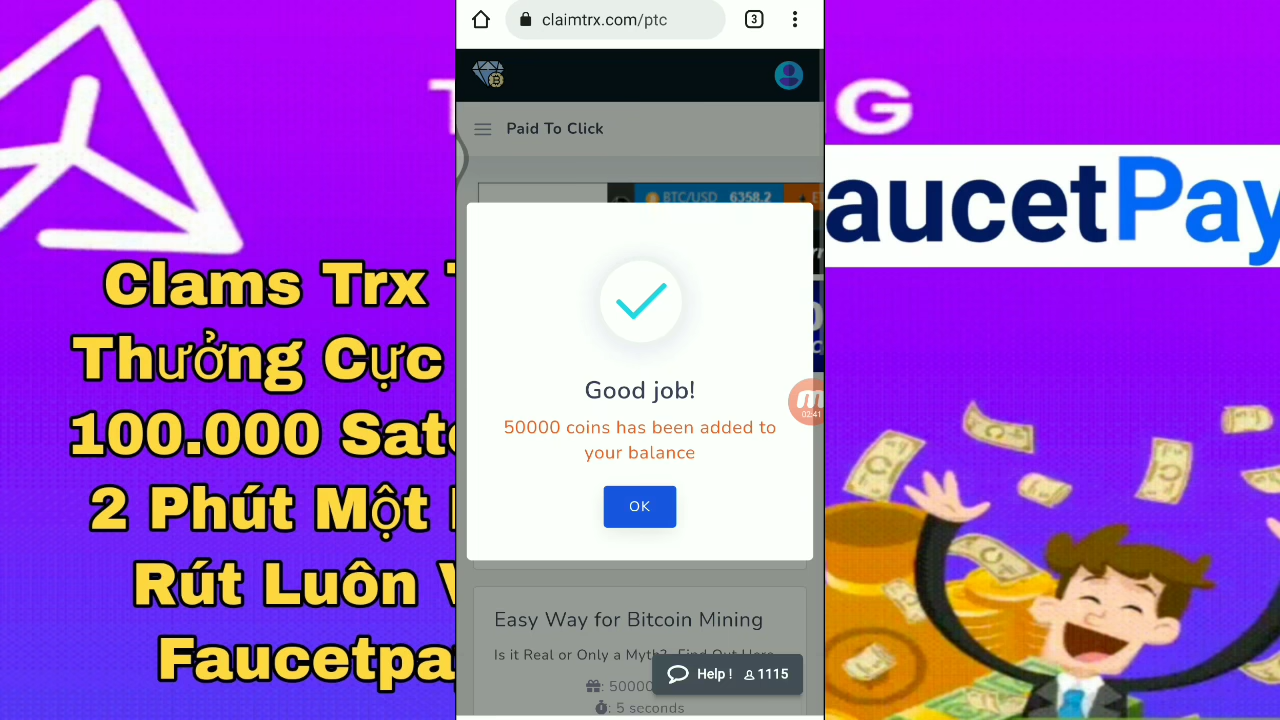 claimtrx.com/ptc
3
Paid To Click
BTC/USD 6358.2
Good job!
50000 coins has been added to
your balance
OK
Easy Way for Bitcoin Mining
Is it Real or Only a Myth? Find Out Here
: 50000
: 5 seconds
Help ! 1115
02:41
Clams Trx
Thưởng Cực
100.000
2 Phút Một
Rút Luôn
G
aucetPay